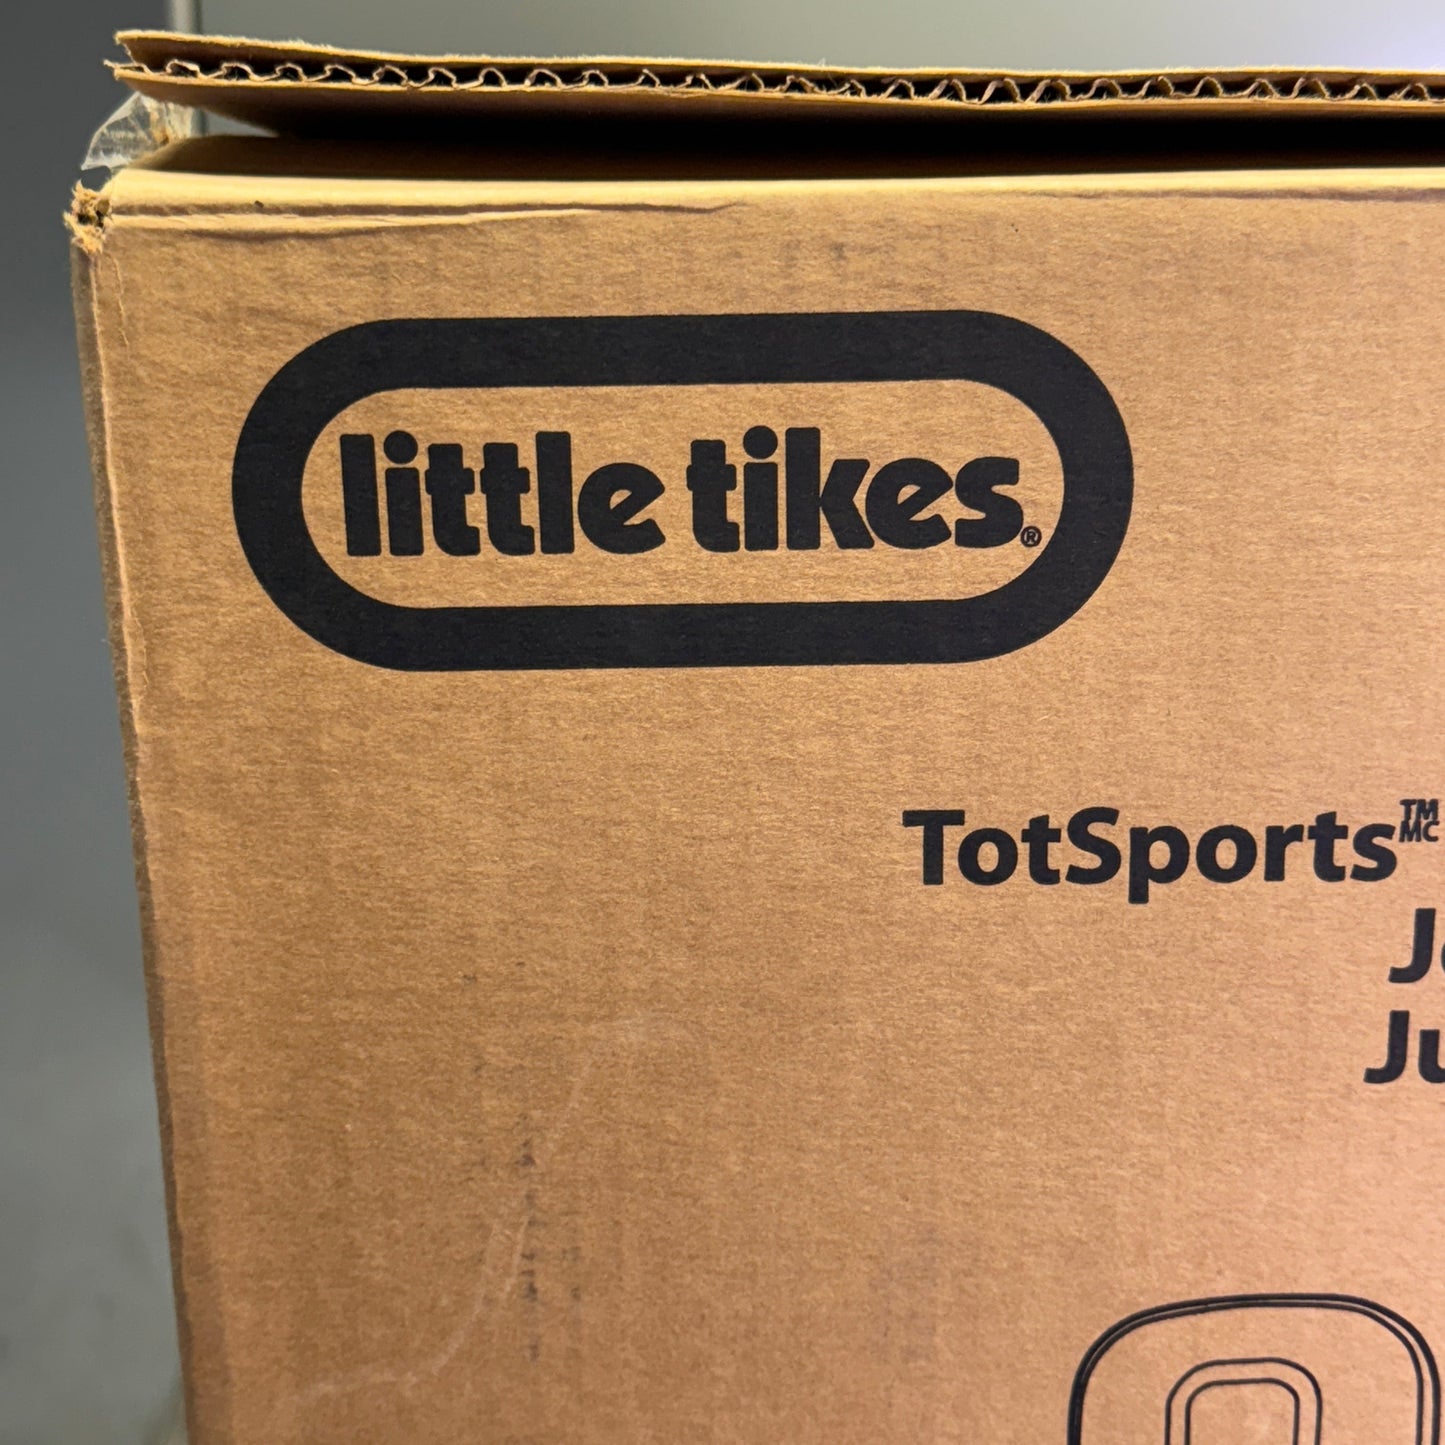 little tikes®
TotSports™
MC